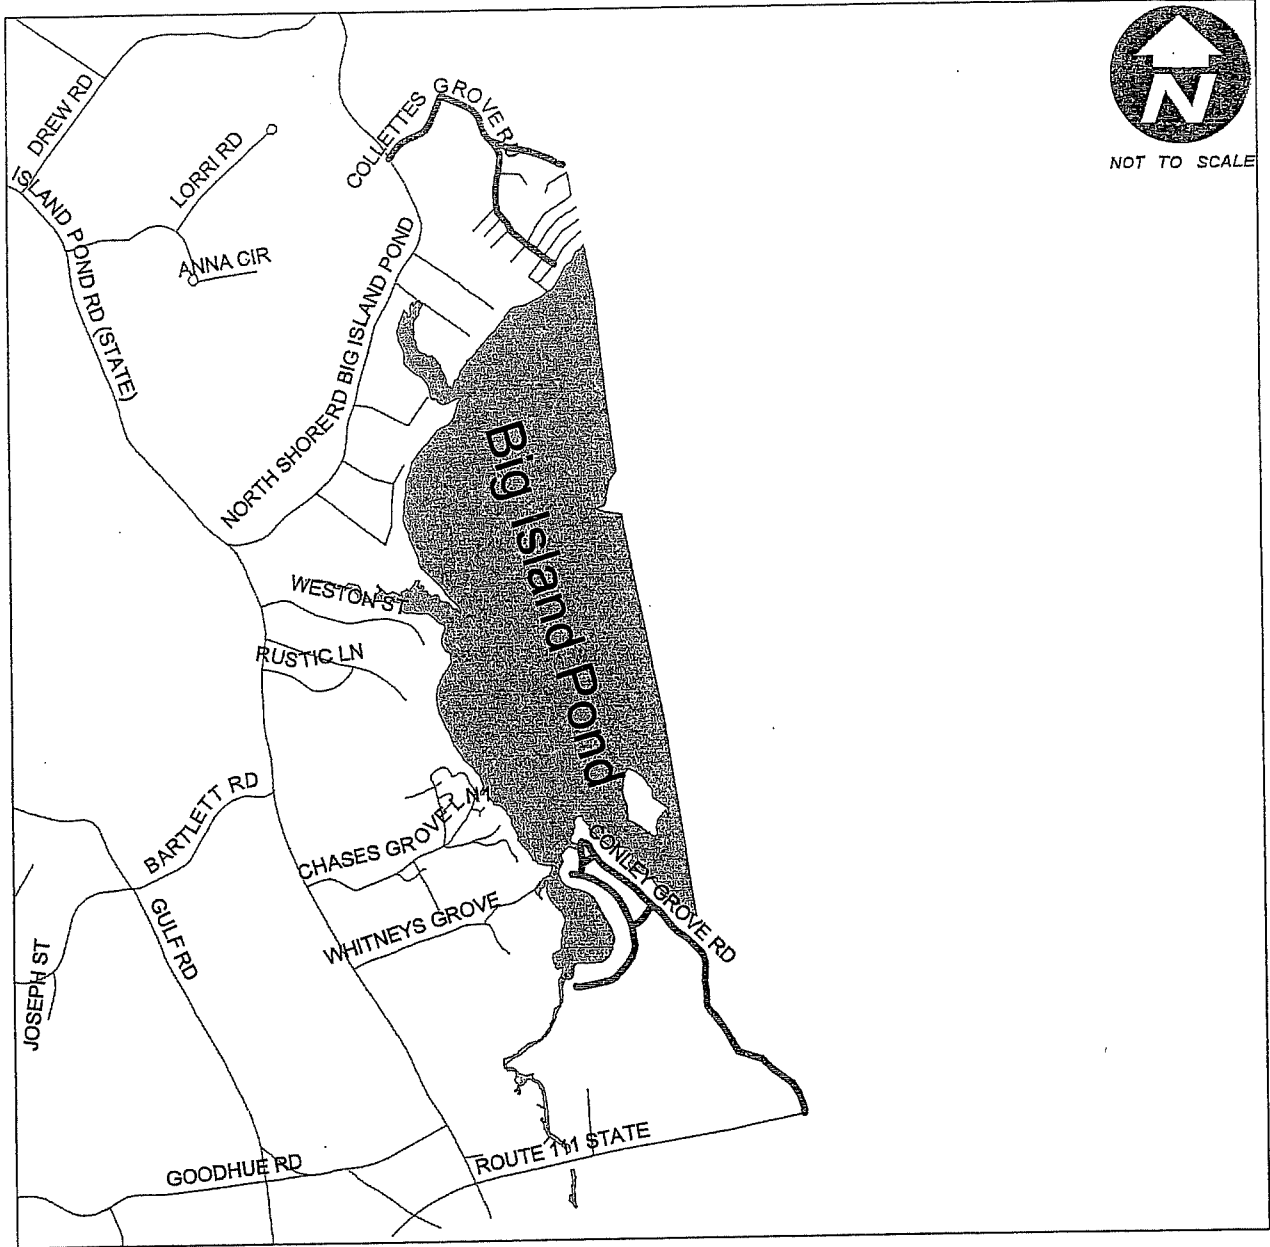 N
NOT TO SCALE
COLLETTES GROVE RD
DREW RD
LORRI RD
ISLAND POND RD (STATE)
ANNA CIR
NORTH SHORE RD BIG ISLAND POND
Big Island Pond
WESTON ST
RUSTIC LN
BARTLETT RD
CHASES GROVE LN
CONLEY GROVE RD
WHITNEYS GROVE
GULF RD
JOSEPH ST
ROUTE 111 STATE
GOODHUE RD